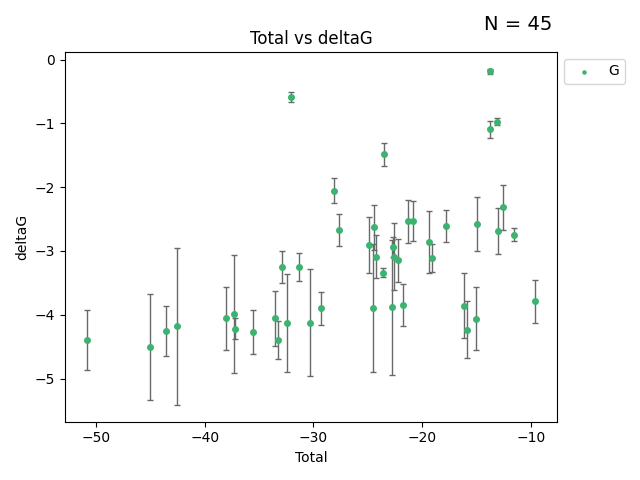 N = 45
Total vs deltaG
G
deltaG
0
−1
−2
−3
−4
−5
−50 −40 −30 −20 −10
Total